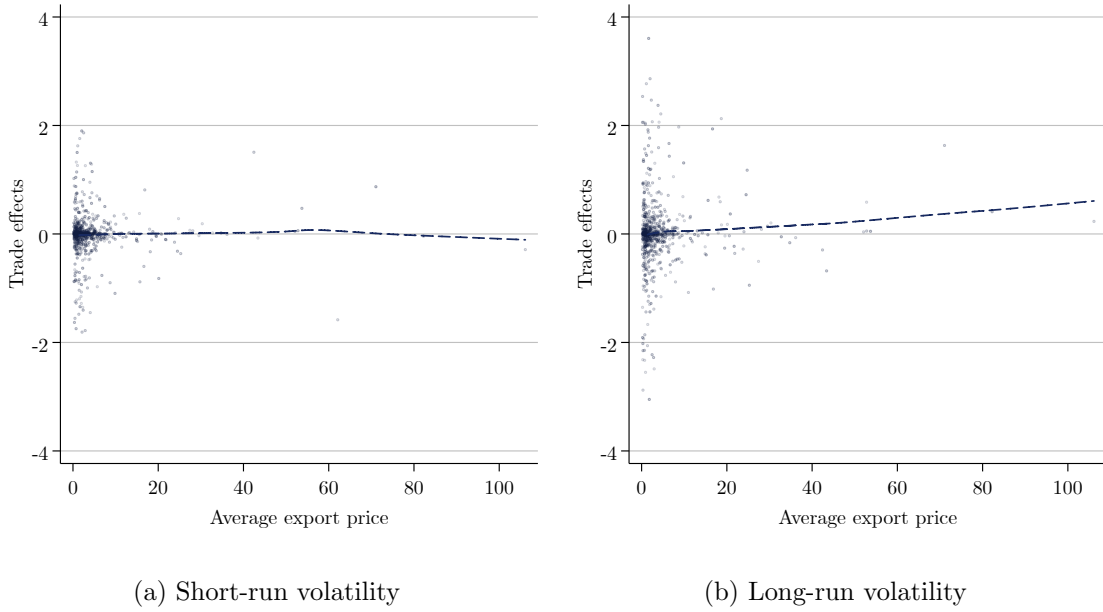 4
2
0
-2
-4
Trade effects
0 20 40 60 80 100
Average export price
(a) Short-run volatility
4
2
0
-2
-4
Trade effects
0 20 40 60 80 100
Average export price
(b) Long-run volatility